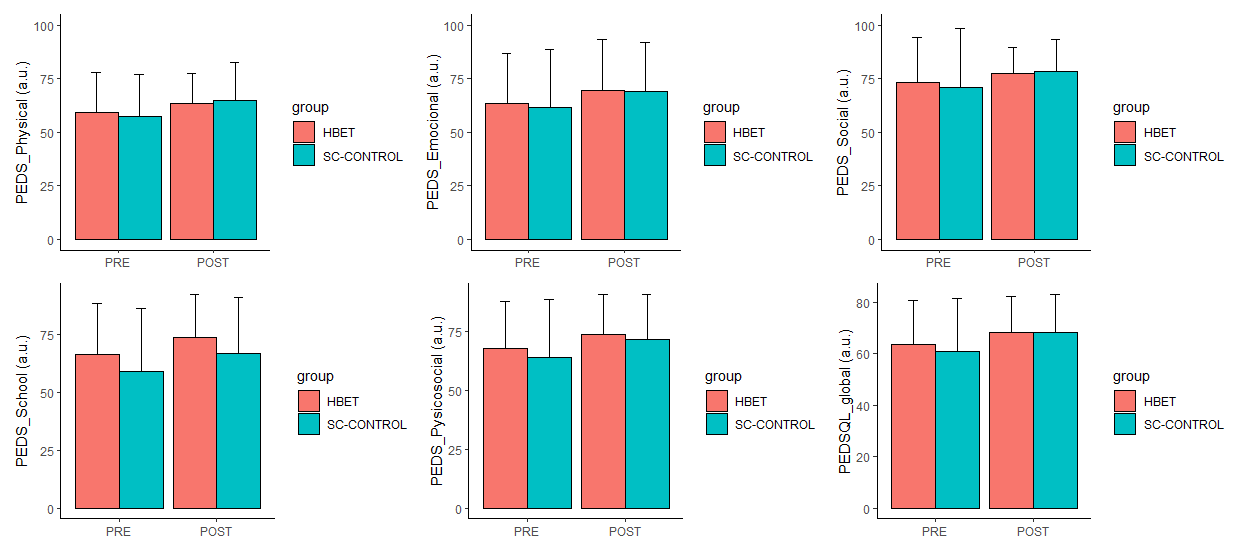 PEDS_Physical (a.u.)
100
75
50
25
0
PRE
POST
group
HBET
SC-CONTROL
PEDS_Emocional (a.u.)
100
75
50
25
0
PRE
POST
group
HBET
SC-CONTROL
PEDS_Social (a.u.)
100
75
50
25
0
PRE
POST
group
HBET
SC-CONTROL
PEDS_School (a.u.)
75
50
25
0
PRE
POST
group
HBET
SC-CONTROL
PEDS_Pysicosocial (a.u.)
75
50
25
0
PRE
POST
group
HBET
SC-CONTROL
PEDSQL_global (a.u.)
80
60
40
20
0
PRE
POST
group
HBET
SC-CONTROL